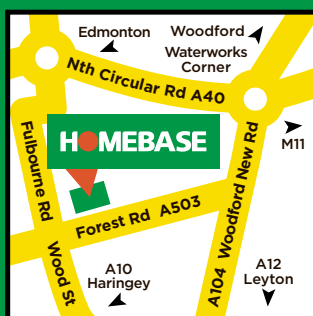 Edmonton
Woodford
Waterworks
Corner
Nth Circular Rd A40
M11
Fulbourne Rd
HOMEBASE
Woodford New Rd
A104
Forest Rd A503
Wood St
A10
Haringey
A12
Leyton